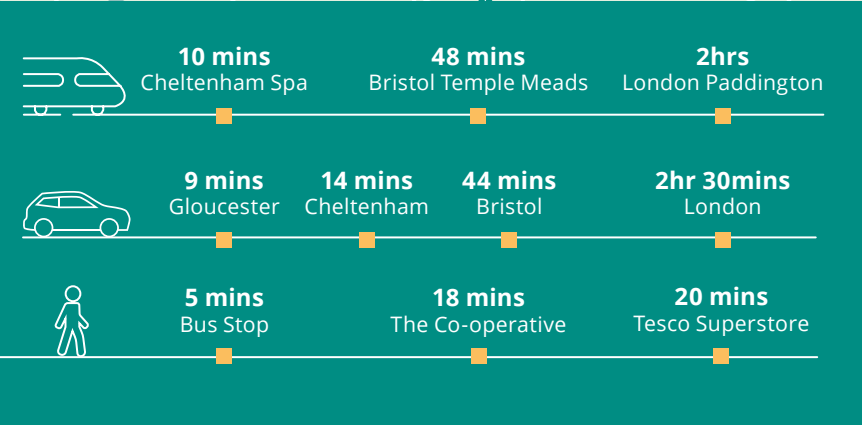 10 mins
Cheltenham Spa
48 mins
Bristol Temple Meads
2hrs
London Paddington
9 mins
Gloucester
14 mins
Cheltenham
44 mins
Bristol
2hr 30mins
London
5 mins
Bus Stop
18 mins
The Co-operative
20 mins
Tesco Superstore